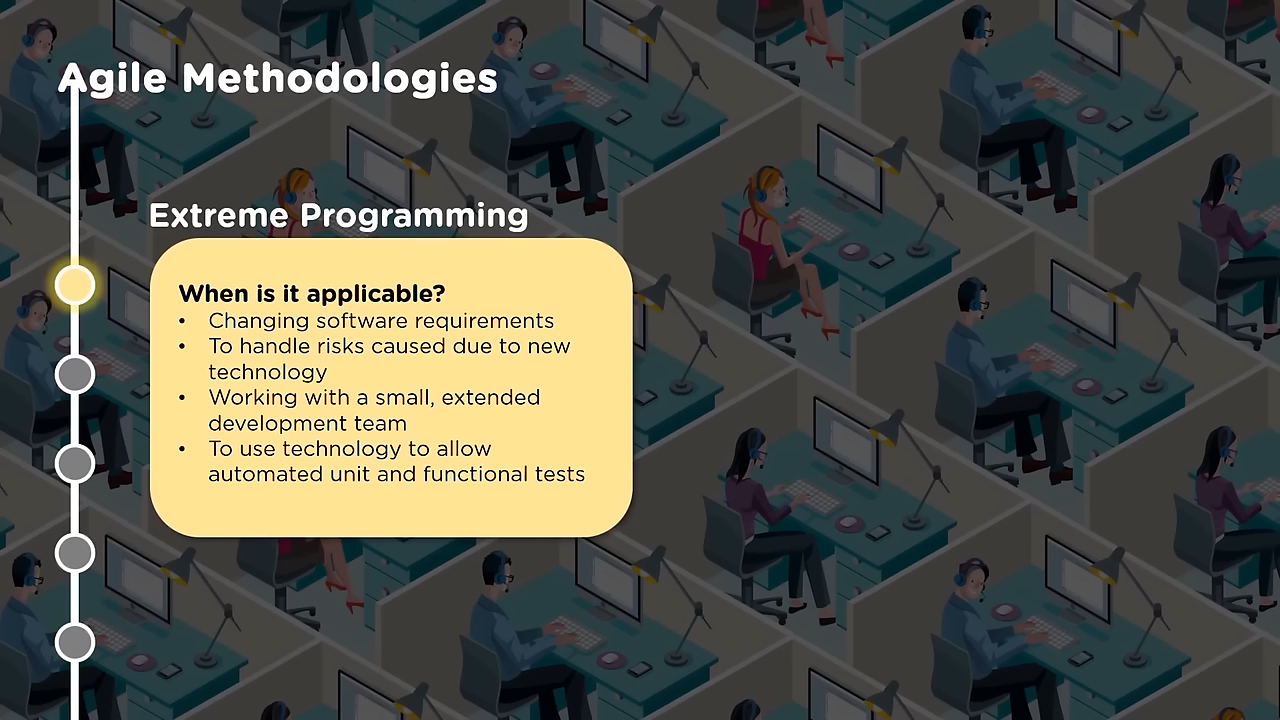 Agile Methodologies
Extreme Programming
When is it applicable?
• Changing software requirements
• To handle risks caused due to new
technology
• Working with a small, extended
development team
• To use technology to allow
automated unit and functional tests